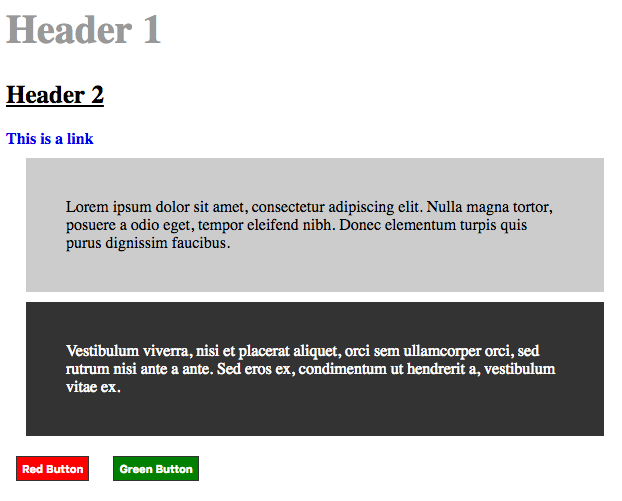 Header 1
Header 2
This is a link
Lorem ipsum dolor sit amet, consectetur adipiscing elit. Nulla magna tortor,
posuere a odio eget, tempor eleifend nibh. Donec elementum turpis quis
purus dignissim faucibus.
Vestibulum viverra, nisi et placerat aliquet, orci sem ullamcorper orci, sed
rutrum nisi ante a ante. Sed eros ex, condimentum ut hendrerit a, vestibulum
vitae ex.
Red Button Green Button